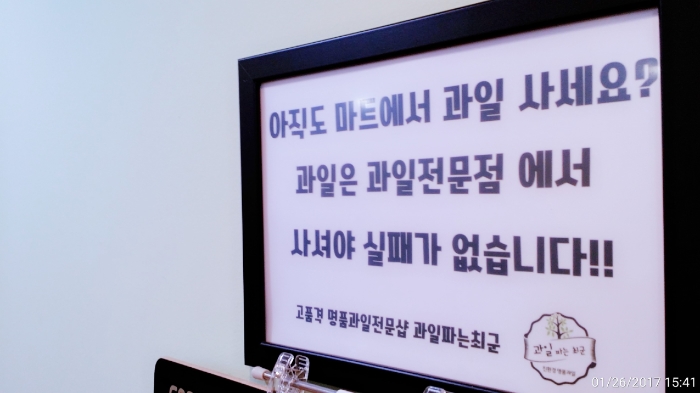 아직도 마트에서 과일 사세요?
과일은 과일전문점 에서
사셔야 실패가 없습니다!!
고품격 명품과일전문샵 과일파는최군
과일 파는 최군
01/26/2017 15:41